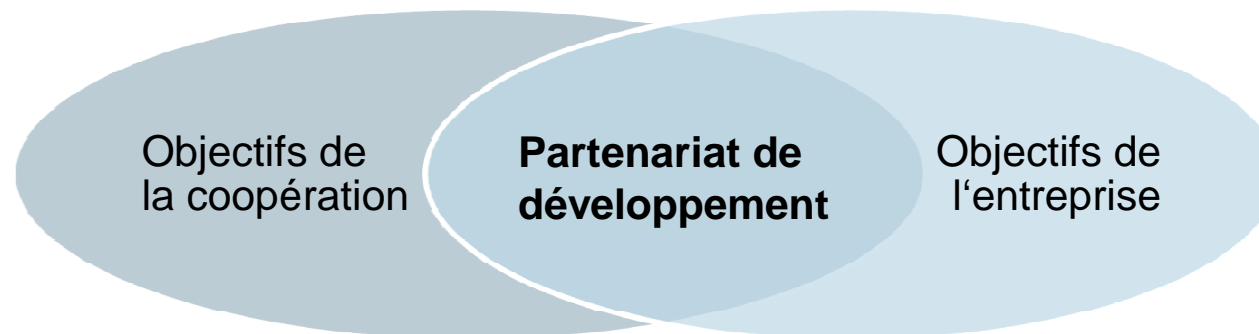 Objectifs de
la coopération
Partenariat de
développement
Objectifs de
l‘entreprise